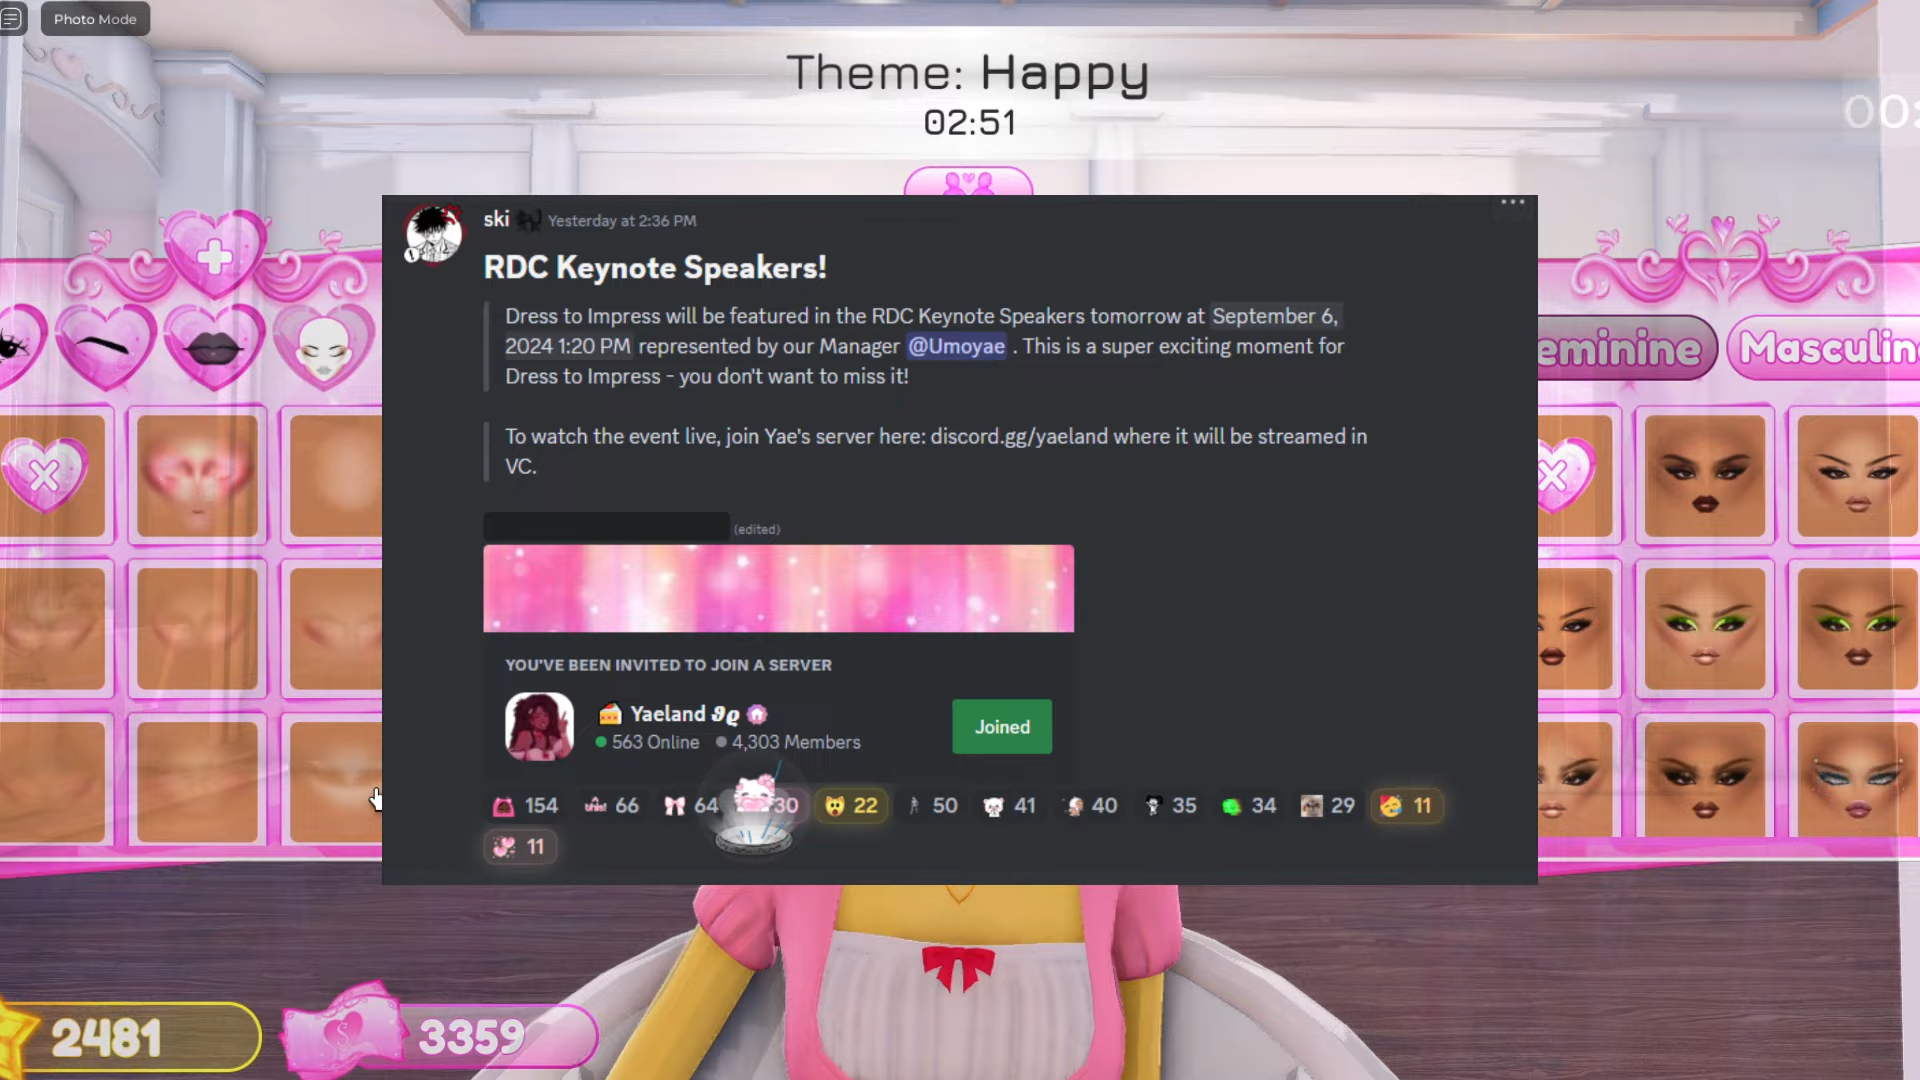 Photo Mode
Theme: Happy
02:51
00:
ski Yesterday at 2:36 PM
RDC Keynote Speakers!
Dress to Impress will be featured in the RDC Keynote Speakers tomorrow at September 6,
2024 1:20 PM represented by our Manager @Umoyae . This is a super exciting moment for
Dress to Impress - you don't want to miss it!
To watch the event live, join Yae's server here: discord.gg/yaeland where it will be streamed in
VC.
(edited)
YOU'VE BEEN INVITED TO JOIN A SERVER
Yaeland
563 Online 4,303 Members
Joined
154 66 64 30 22 50 41 40 35 34 29 11
11
eminine Masculin
2481 3359